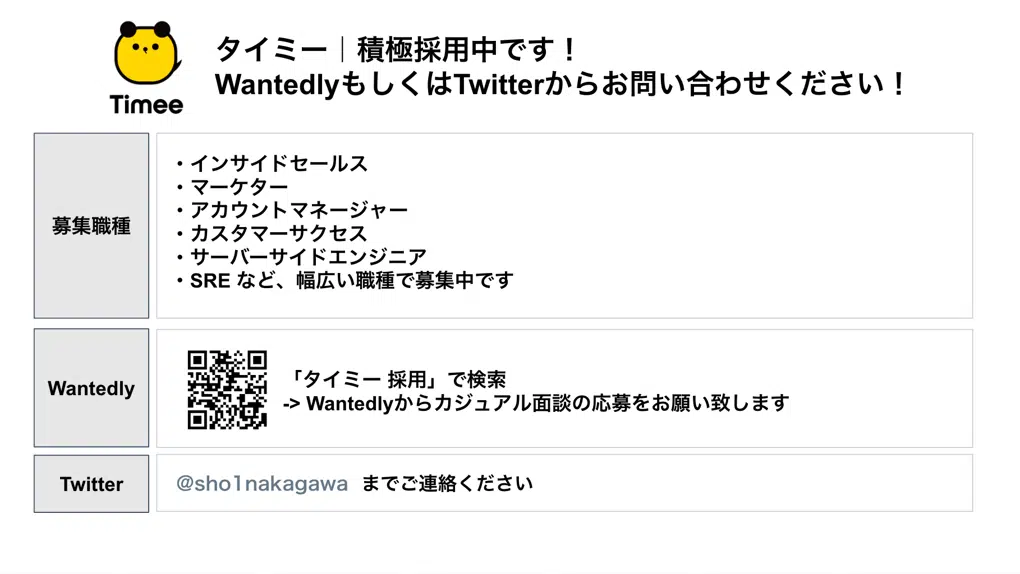 Timee
タイミー｜積極採用中です！
WantedlyもしくはTwitterからお問い合わせください！
募集職種
・インサイドセールス
・マーケター
・アカウントマネージャー
・カスタマーサクセス
・サーバーサイドエンジニア
・SRE など、幅広い職種で募集中です
Wantedly
「タイミー 採用」で検索
-> Wantedlyからカジュアル面談の応募をお願い致します
Twitter
@sho1nakagawa までご連絡ください